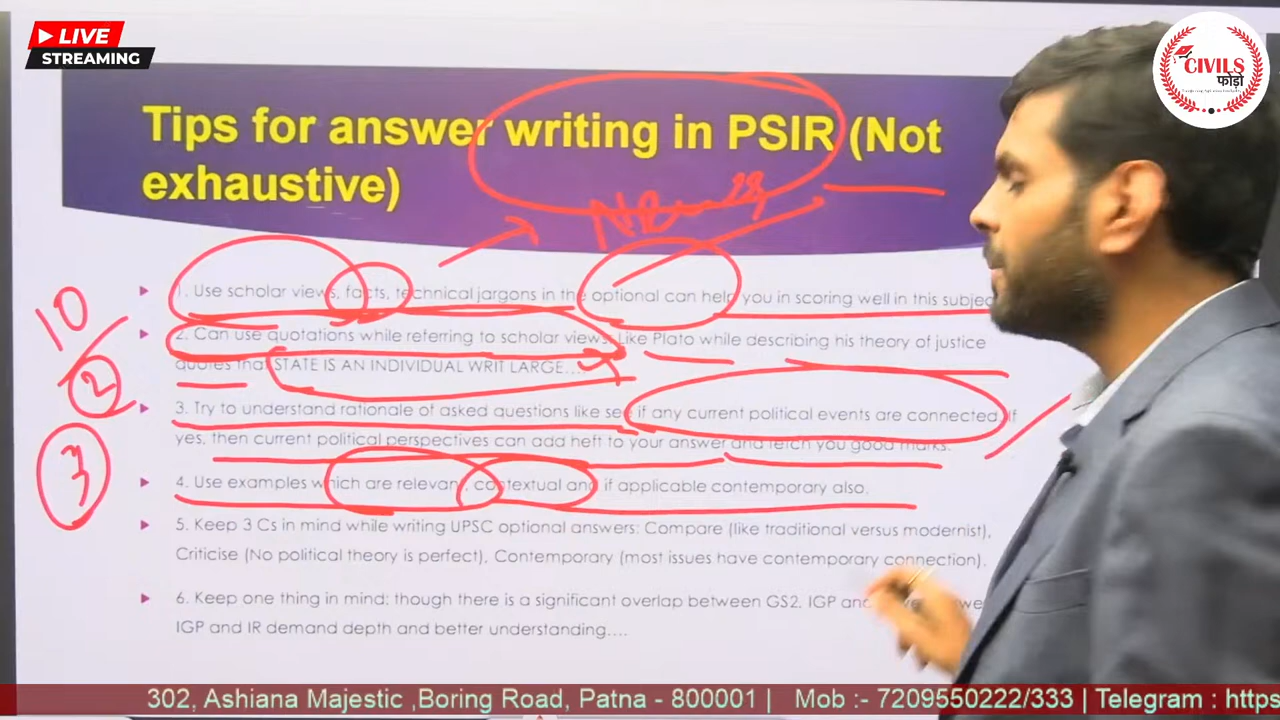 LIVE
STREAMING
CIVILS
फोड़ो
Tips for answer writing in PSIR (Not
exhaustive)
1. Use scholar views, facts, technical jargons in the optional can help you in scoring well in this
2. Can use quotations while referring to scholar views. Like Plato while describing his theory of justice
quotes that STATE IS AN INDIVIDUAL WRIT LARGE....
3. Try to understand rationale of asked questions like see if any current political events are connected. If
yes, then current political perspectives can add heft to your answer and fetch you good marks.
4. Use examples which are relevant, contextual and if applicable contemporary also.
5. Keep 3 Cs in mind while writing UPSC optional answers: Compare (like traditional versus modernist),
Criticise (No political theory is perfect), Contemporary (most issues have contemporary connection).
6. Keep one thing in mind: though there is a significant overlap between GS2, IGP and
IGP and IR demand depth and better understanding....
10
2
3
302, Ashiana Majestic ,Boring Road, Patna - 800001 | Mob :- 7209550222/333 | Telegram : https